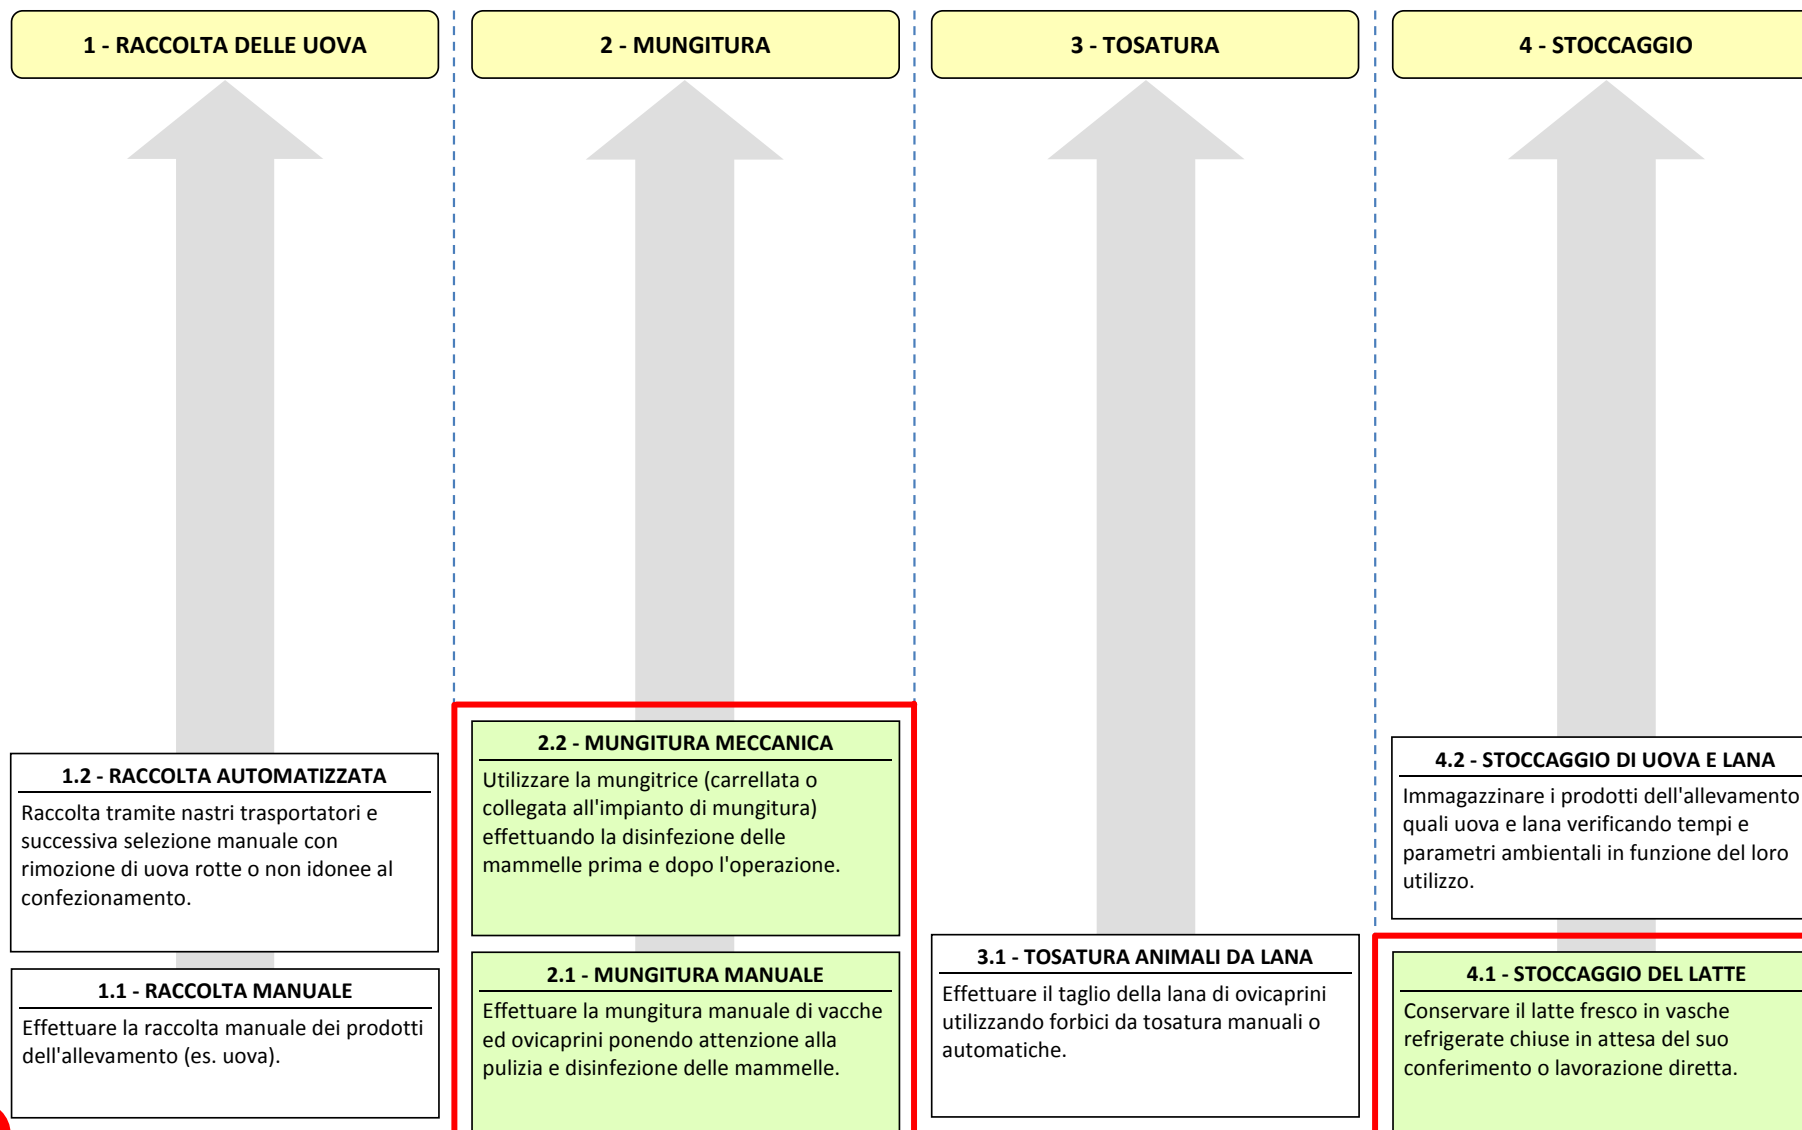 1 - RACCOLTA DELLE UOVA
2 - MUNGITURA
3 - TOSATURA
4 - STOCCAGGIO
1.2 - RACCOLTA AUTOMATIZZATA
Raccolta tramite nastri trasportatori e
successiva selezione manuale con
rimozione di uova rotte o non idonee al
confezionamento.
1.1 - RACCOLTA MANUALE
Effettuare la raccolta manuale dei prodotti
dell'allevamento (es. uova).
2.2 - MUNGITURA MECCANICA
Utilizzare la mungitrice (carrellata o
collegata all'impianto di mungitura)
effettuando la disinfezione delle
mammelle prima e dopo l'operazione.
2.1 - MUNGITURA MANUALE
Effettuare la mungitura manuale di vacche
ed ovicaprini ponendo attenzione alla
pulizia e disinfezione delle mammelle.
3.1 - TOSATURA ANIMALI DA LANA
Effettuare il taglio della lana di ovicaprini
utilizzando forbici da tosatura manuali o
automatiche.
4.2 - STOCCAGGIO DI UOVA E LANA
Immagazzinare i prodotti dell'allevamento
quali uova e lana verificando tempi e
parametri ambientali in funzione del loro
utilizzo.
4.1 - STOCCAGGIO DEL LATTE
Conservare il latte fresco in vasche
refrigerate chiuse in attesa del suo
conferimento o lavorazione diretta.